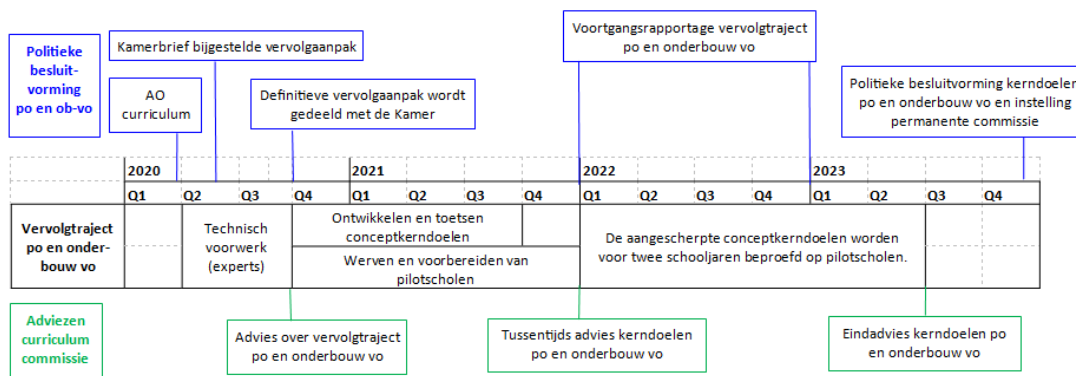 Politieke
besluit-
vorming
po en ob-vo
Kamerbrief bijgestelde vervolgaanpak
AO
curriculum
Definitieve vervolgaanpak wordt
gedeeld met de Kamer
Voortgangsrapportage vervolgtraject
po en onderbouw vo
Politieke besluitvorming kerndoelen
po en onderbouw vo en instelling
permanente commissie
2020 2021 2022 2023
Q1 Q2 Q3 Q4 Q1 Q2 Q3 Q4 Q1 Q2 Q3 Q4 Q1 Q2 Q3 Q4
Vervolgtraject
po en onder-
bouw vo
Technisch
voorwerk
(experts)
Ontwikkelen en toetsen
conceptkerndoelen
Werven en voorbereiden van
pilotscholen
De aangescherpte conceptkerndoelen worden
voor twee schooljaren beproefd op pilotscholen.
Adviezen
curriculum
commissie
Advies over vervolgtraject
po en onderbouw vo
Tussentijds advies kerndoelen
po en onderbouw vo
Eindadvies kerndoelen po
en onderbouw vo